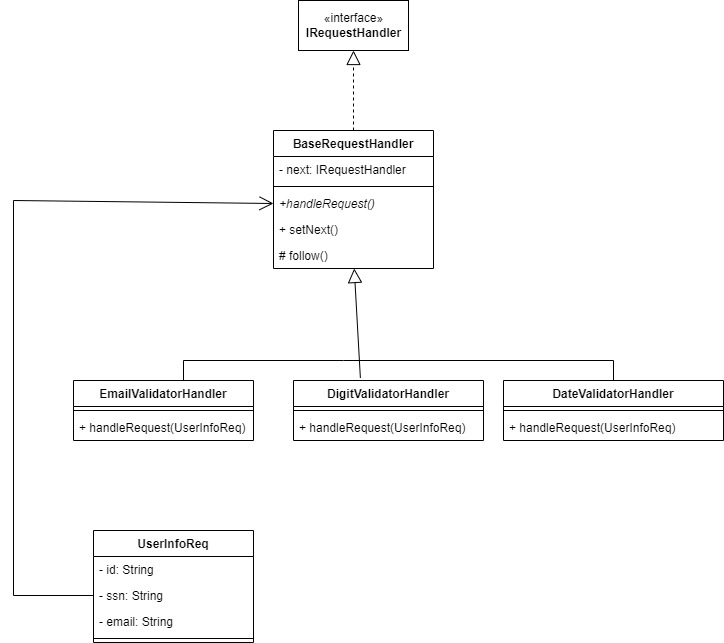 «interface»
IRequestHandler
BaseRequestHandler
- next: IRequestHandler
+handleRequest()
+ setNext()
# follow()
EmailValidatorHandler
+ handleRequest(UserInfoReq)
DigitValidatorHandler
+ handleRequest(UserInfoReq)
DateValidatorHandler
+ handleRequest(UserInfoReq)
UserInfoReq
- id: String
- ssn: String
- email: String